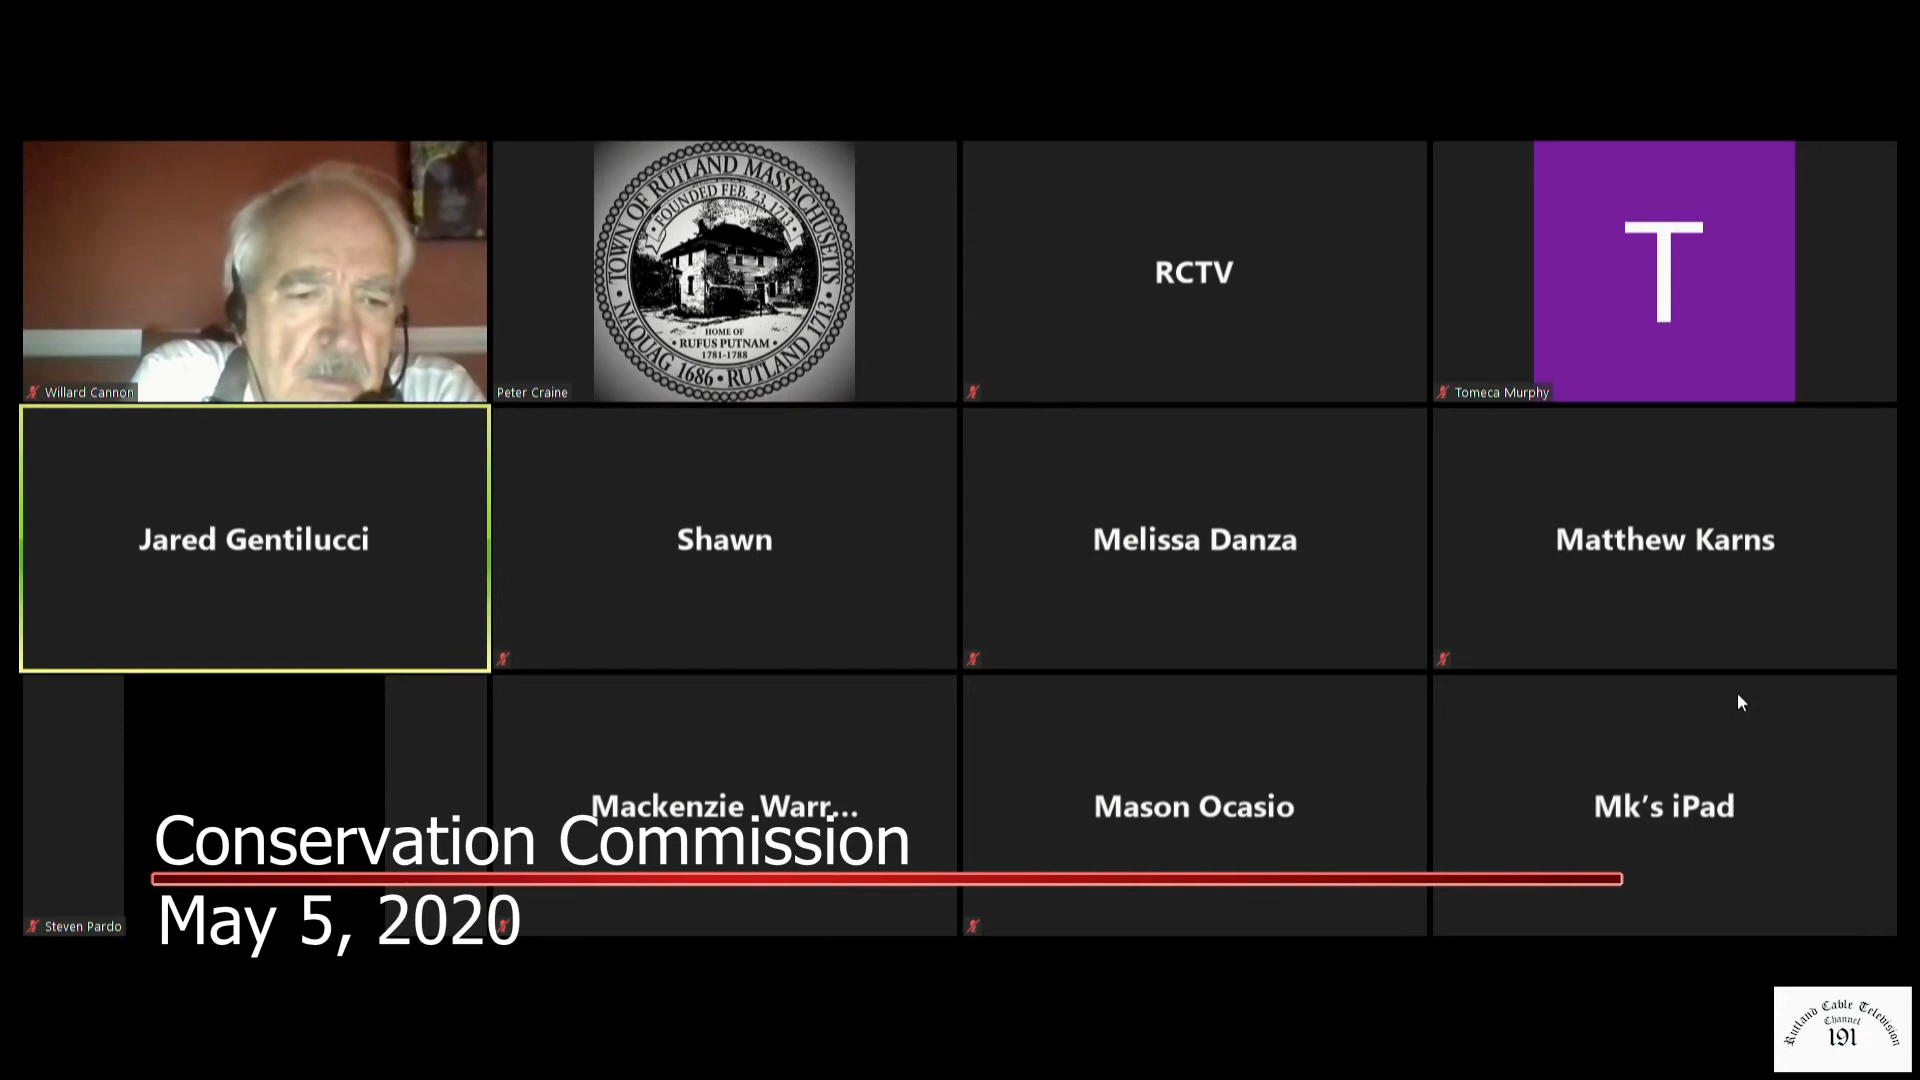 TOWN OF RUTLAND MASSACHUSETTS
FOUNDED FEB. 23, 1713
HOME OF
• RUFUS PUTNAM •
1781-1788
• NAQUAG 1686 • RUTLAND 1713 •
RCTV
T
Willard Cannon
Peter Craine
Tomeca Murphy
Jared Gentilucci
Shawn
Melissa Danza
Matthew Karns
Mackenzie_Warr...
Mason Ocasio
Mk’s iPad
Steven Pardo
Conservation Commission
May 5, 2020
Rutland Cable Television
Channel
191